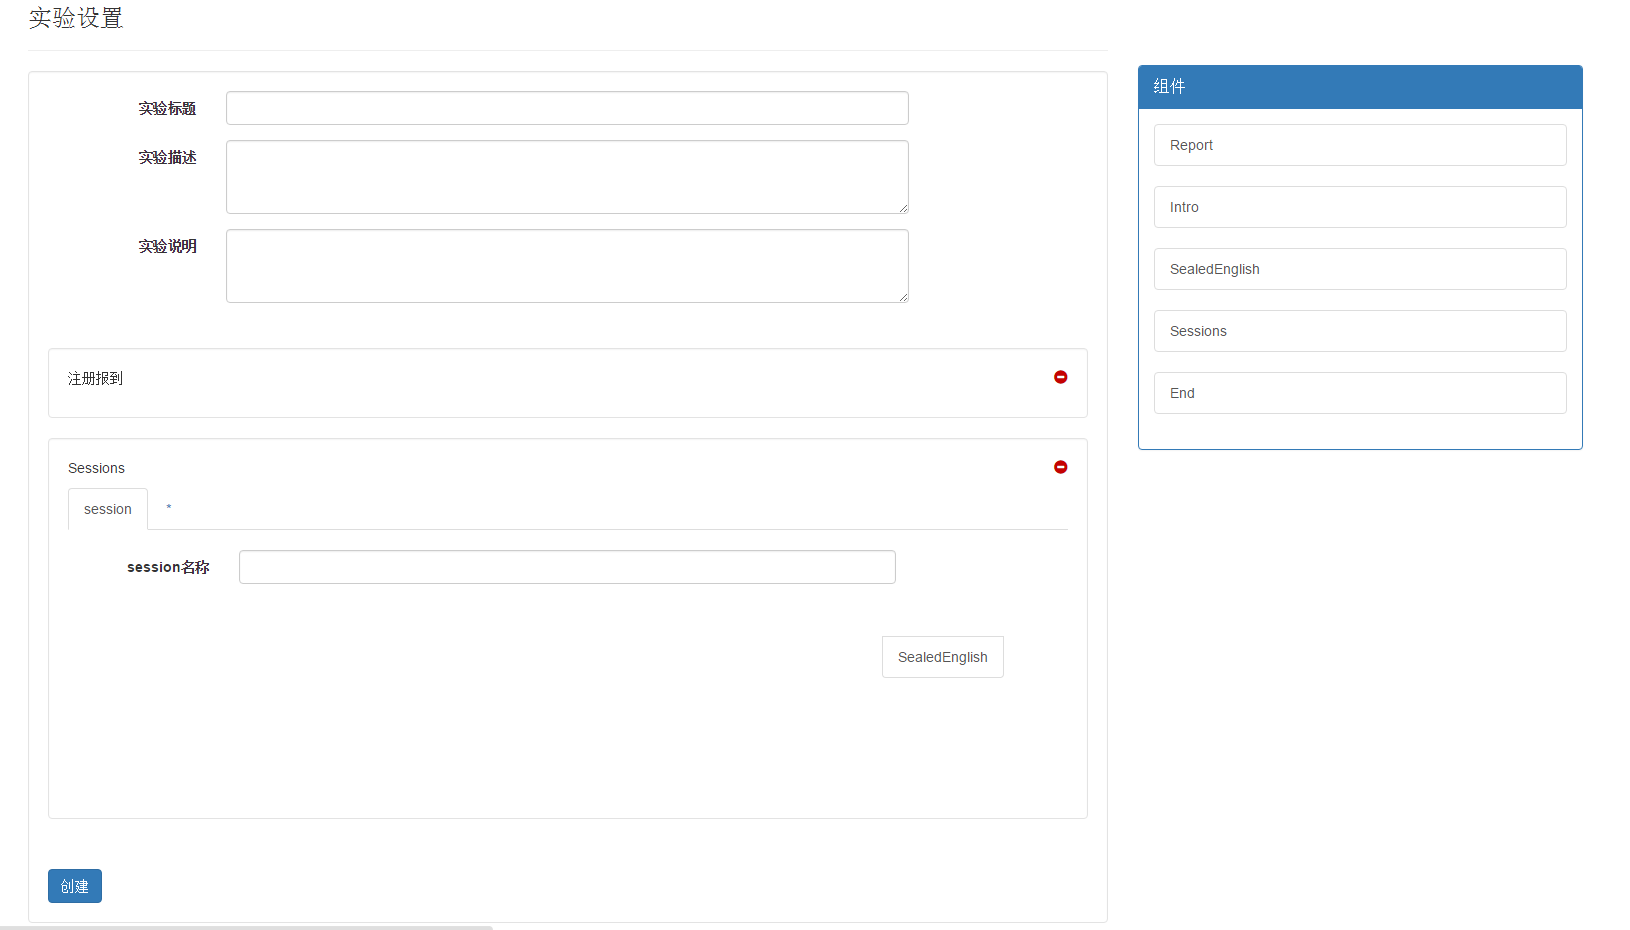 实验设置
实验标题
实验描述
实验说明
注册报到
Sessions
session *
session名称
SealedEnglish
创建
组件
Report
Intro
SealedEnglish
Sessions
End